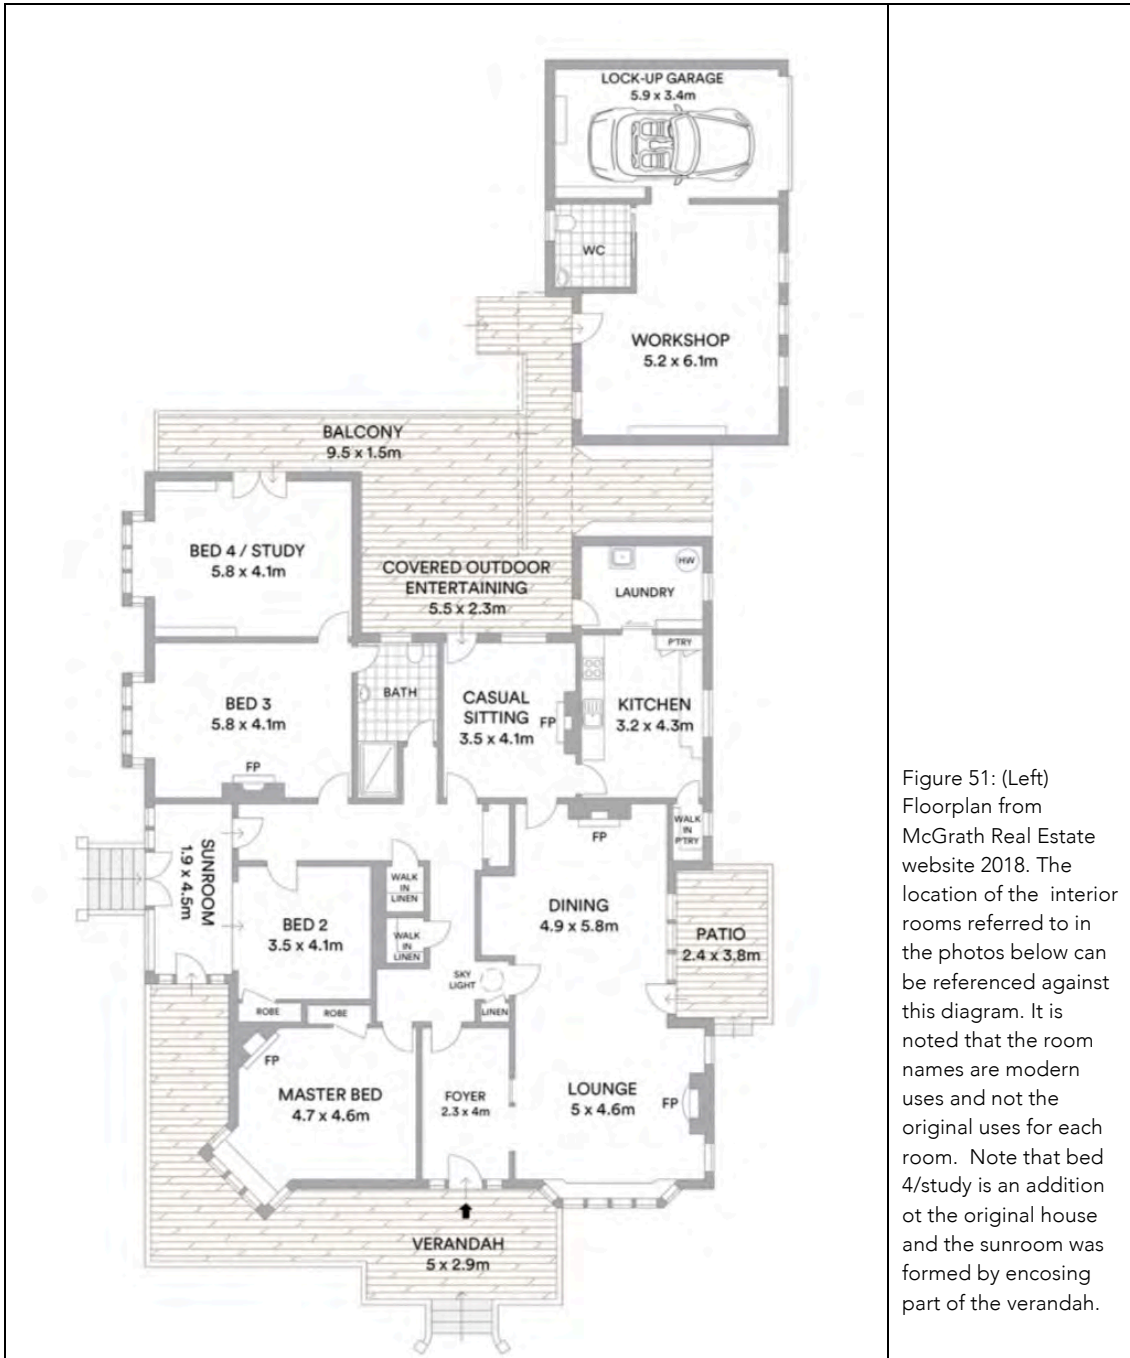 LOCK-UP GARAGE
5.9 x 3.4m
WC
WORKSHOP
5.2 x 6.1m
BALCONY
9.5 x 1.5m
BED 4 / STUDY
5.8 x 4.1m
COVERED OUTDOOR
ENTERTAINING
5.5 x 2.3m
HW
LAUNDRY
P'TRY
BED 3
5.8 x 4.1m
FP
BATH
CASUAL
SITTING
3.5 x 4.1m
FP
KITCHEN
3.2 x 4.3m
SUNROOM
1.9 x 4.5m
FP
WALK
IN
P'TRY
WALK
IN
LINEN
BED 2
3.5 x 4.1m
DINING
4.9 x 5.8m
WALK
IN
LINEN
PATIO
2.4 x 3.8m
SKY
LIGHT
ROBE
ROBE
LINEN
FP
MASTER BED
4.7 x 4.6m
FOYER
2.3 x 4m
LOUNGE
5 x 4.6m
FP
VERANDAH
5 x 2.9m
Figure 51: (Left)
Floorplan from
McGrath Real Estate
website 2018. The
location of the interior
rooms referred to in
the photos below can
be referenced against
this diagram. It is
noted that the room
names are modern
uses and not the
original uses for each
room. Note that bed
4/study is an addition
ot the original house
and the sunroom was
formed by encosing
part of the verandah.